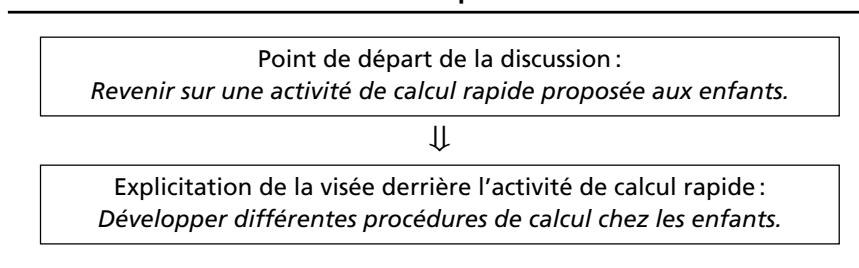 Point de départ de la discussion :
Revenir sur une activité de calcul rapide proposée aux enfants.
⇓
Explicitation de la visée derrière l’activité de calcul rapide :
Développer différentes procédures de calcul chez les enfants.